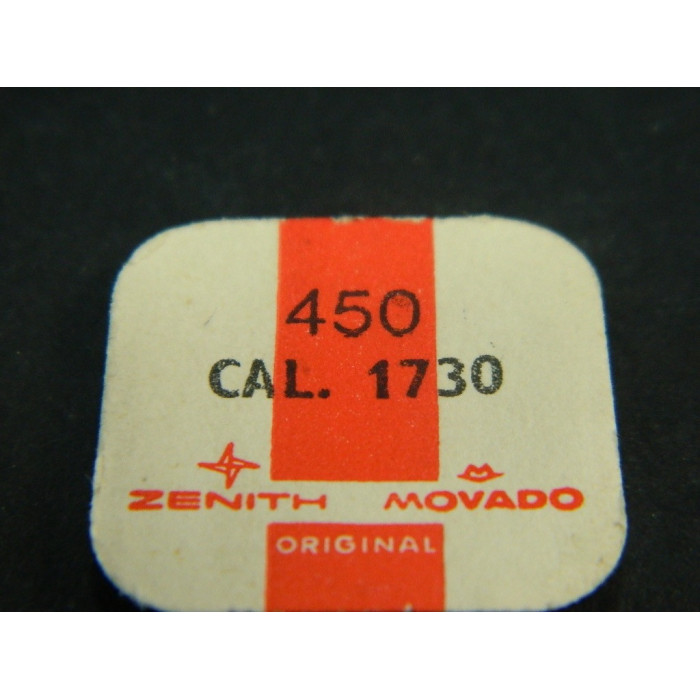 450
CAL. 1730
ZENITH MOVADO
ORIGINAL